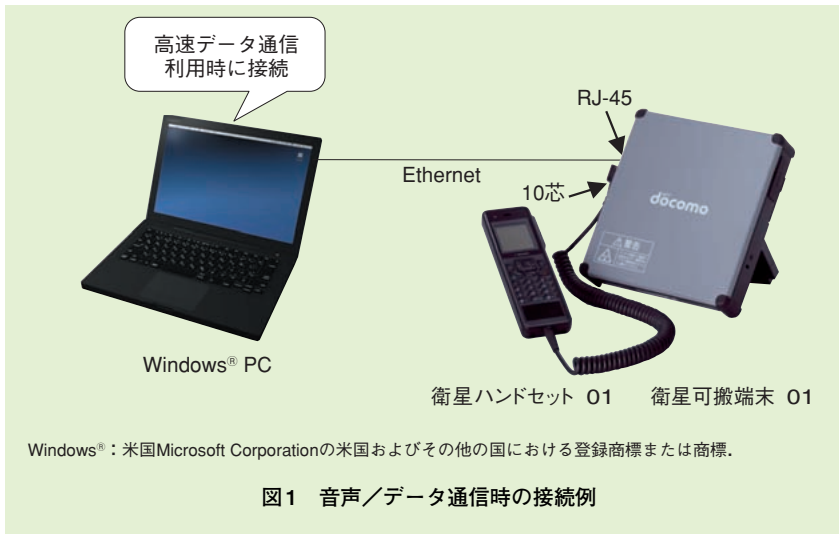 高速データ通信
利用時に接続
RJ-45
Ethernet
10芯
docomo
警告
Windows® PC
衛星ハンドセット 01
衛星可搬端末 01
Windows®：米国Microsoft Corporationの米国およびその他の国における登録商標または商標．
図1 音声／データ通信時の接続例